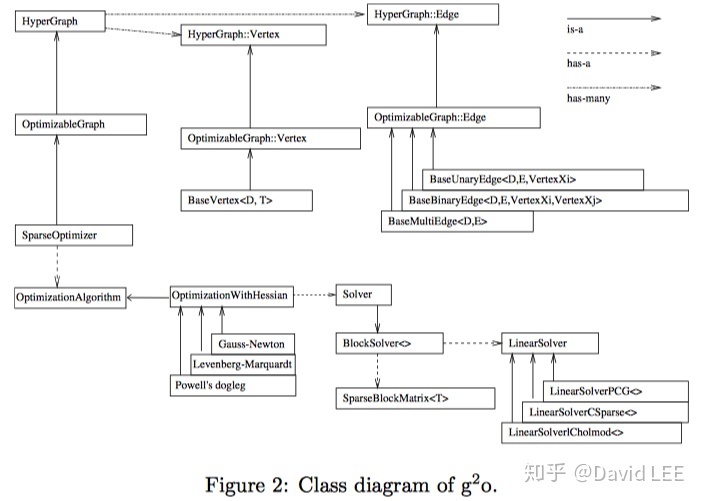 HyperGraph
HyperGraph::Edge
is-a
HyperGraph::Vertex
has-a
has-many
OptimizableGraph
OptimizableGraph::Edge
OptimizableGraph::Vertex
BaseUnaryEdge<D,E,VertexXi>
BaseVertex<D, T>
BaseBinaryEdge<D,E,VertexXi,VertexXj>
BaseMultiEdge<D,E>
SparseOptimizer
OptimizationAlgorithm
OptimizationWithHessian
Solver
Gauss-Newton
BlockSolver<>
LinearSolver
Levenberg-Marquardt
Powell's dogleg
SparseBlockMatrix<T>
LinearSolverPCG<>
LinearSolverCSparse<>
LinearSolverlCholmod<>
Figure 2: Class diagram of g²o.
知乎 @David LEE